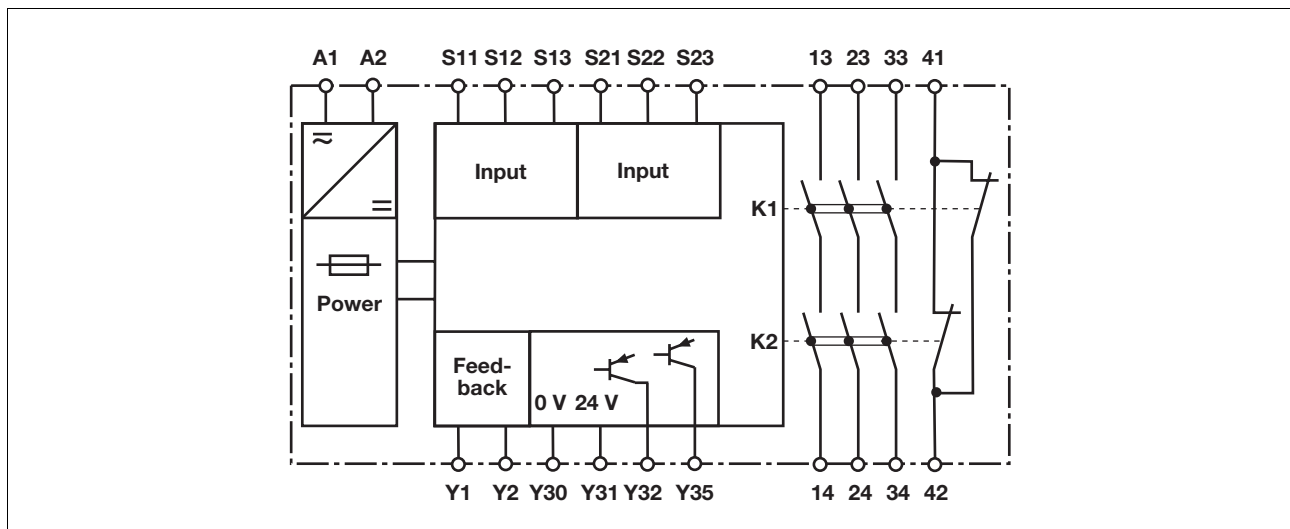 A1 A2 S11 S12 S13 S21 S22 S23 13 23 33 41
Input Input
K1
Power
K2
Feed-
back
0 V 24 V
Y1 Y2 Y30 Y31 Y32 Y35 14 24 34 42